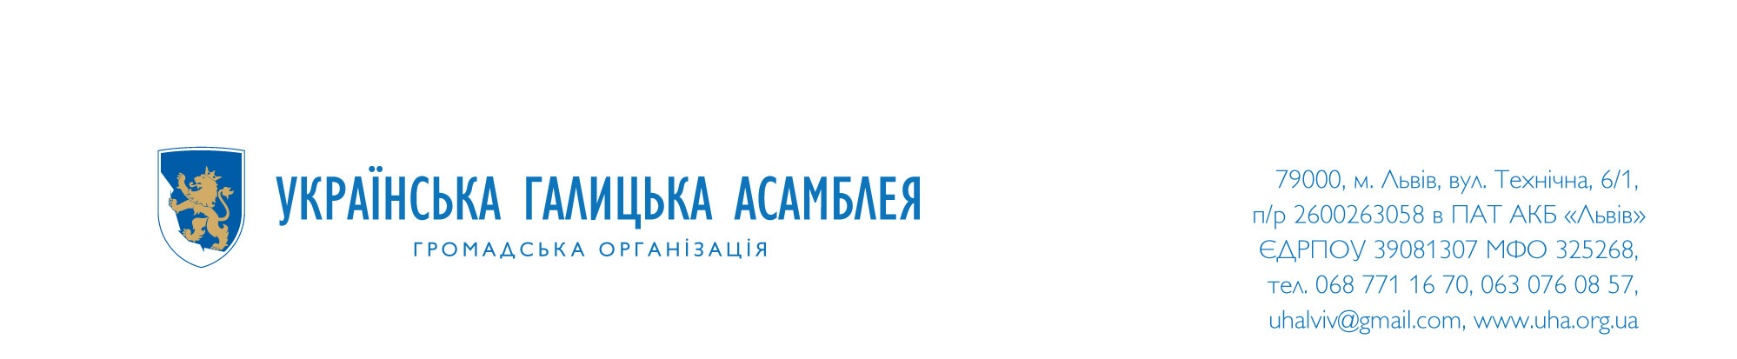 УКРАЇНСЬКА ГАЛИЦЬКА АСАМБЛЕЯ
ГРОМАДСЬКА ОРГАНІЗАЦІЯ
79000, м. Львів, вул. Технічна, 6/1,
п/р 2600263058 в ПАТ АКБ «Львів»
ЄДРПОУ 39081307 МФО 325268,
тел. 068 771 16 70, 063 076 08 57,
uhalviv@gmail.com, www.uha.org.ua